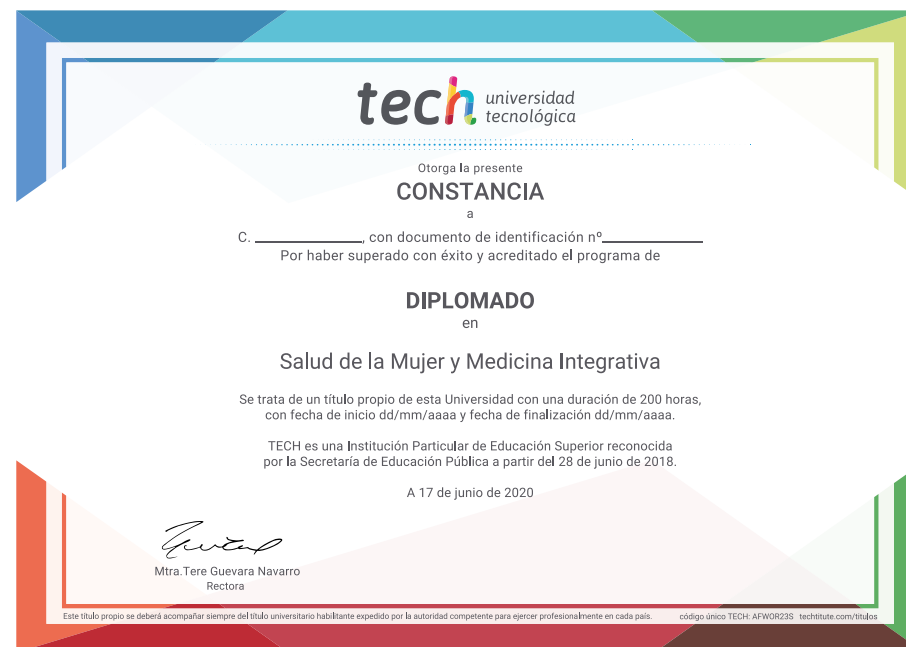 tech universidad
tecnológica
Otorga la presente
CONSTANCIA
a
C. ______________, con documento de identificación nº______________
Por haber superado con éxito y acreditado el programa de
DIPLOMADO
en
Salud de la Mujer y Medicina Integrativa
Se trata de un título propio de esta Universidad con una duración de 200 horas,
con fecha de inicio dd/mm/aaaa y fecha de finalización dd/mm/aaaa.
TECH es una Institución Particular de Educación Superior reconocida
por la Secretaría de Educación Pública a partir del 28 de junio de 2018.
A 17 de junio de 2020
Mtra.Tere Guevara Navarro
Rectora
Este título propio se deberá acompañar siempre del título universitario habilitante expedido por la autoridad competente para ejercer profesionalmente en cada país. código único TECH: AFWOR23S techtitute.com/titulos